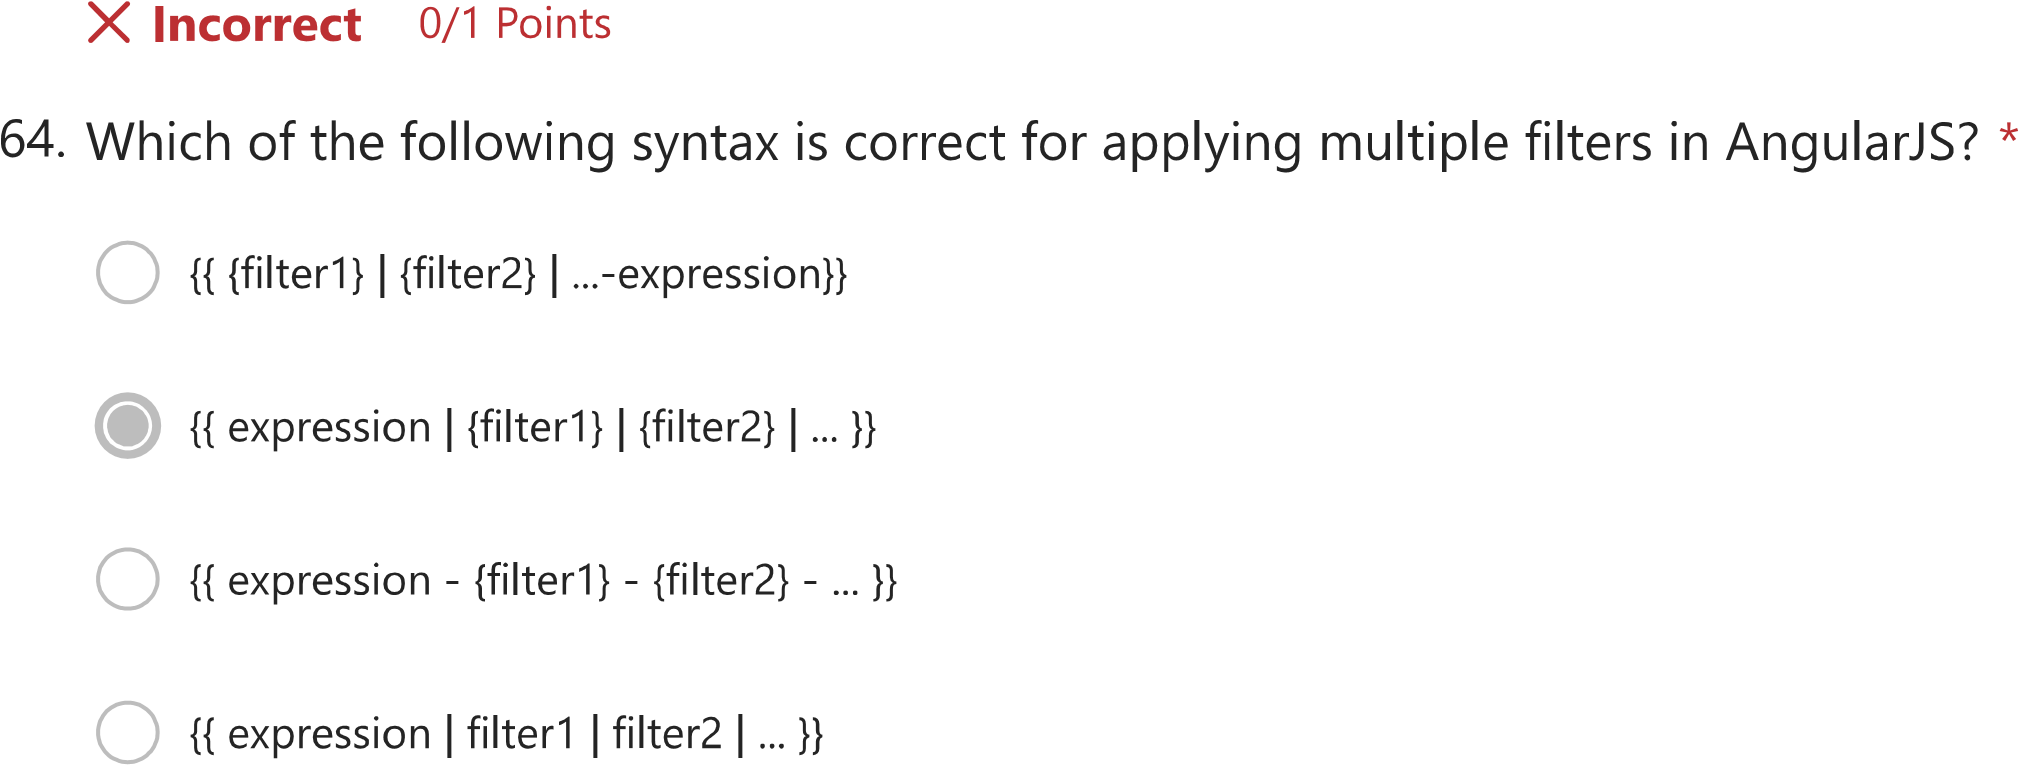 Incorrect 0/1 Points
64. Which of the following syntax is correct for applying multiple filters in AngularJS? *
{{ {filter1} | {filter2} | ...-expression}}
{{ expression | {filter1} | {filter2} | ... }}
{{ expression - {filter1} - {filter2} - ... }}
{{ expression | filter1 | filter2 | ... }}